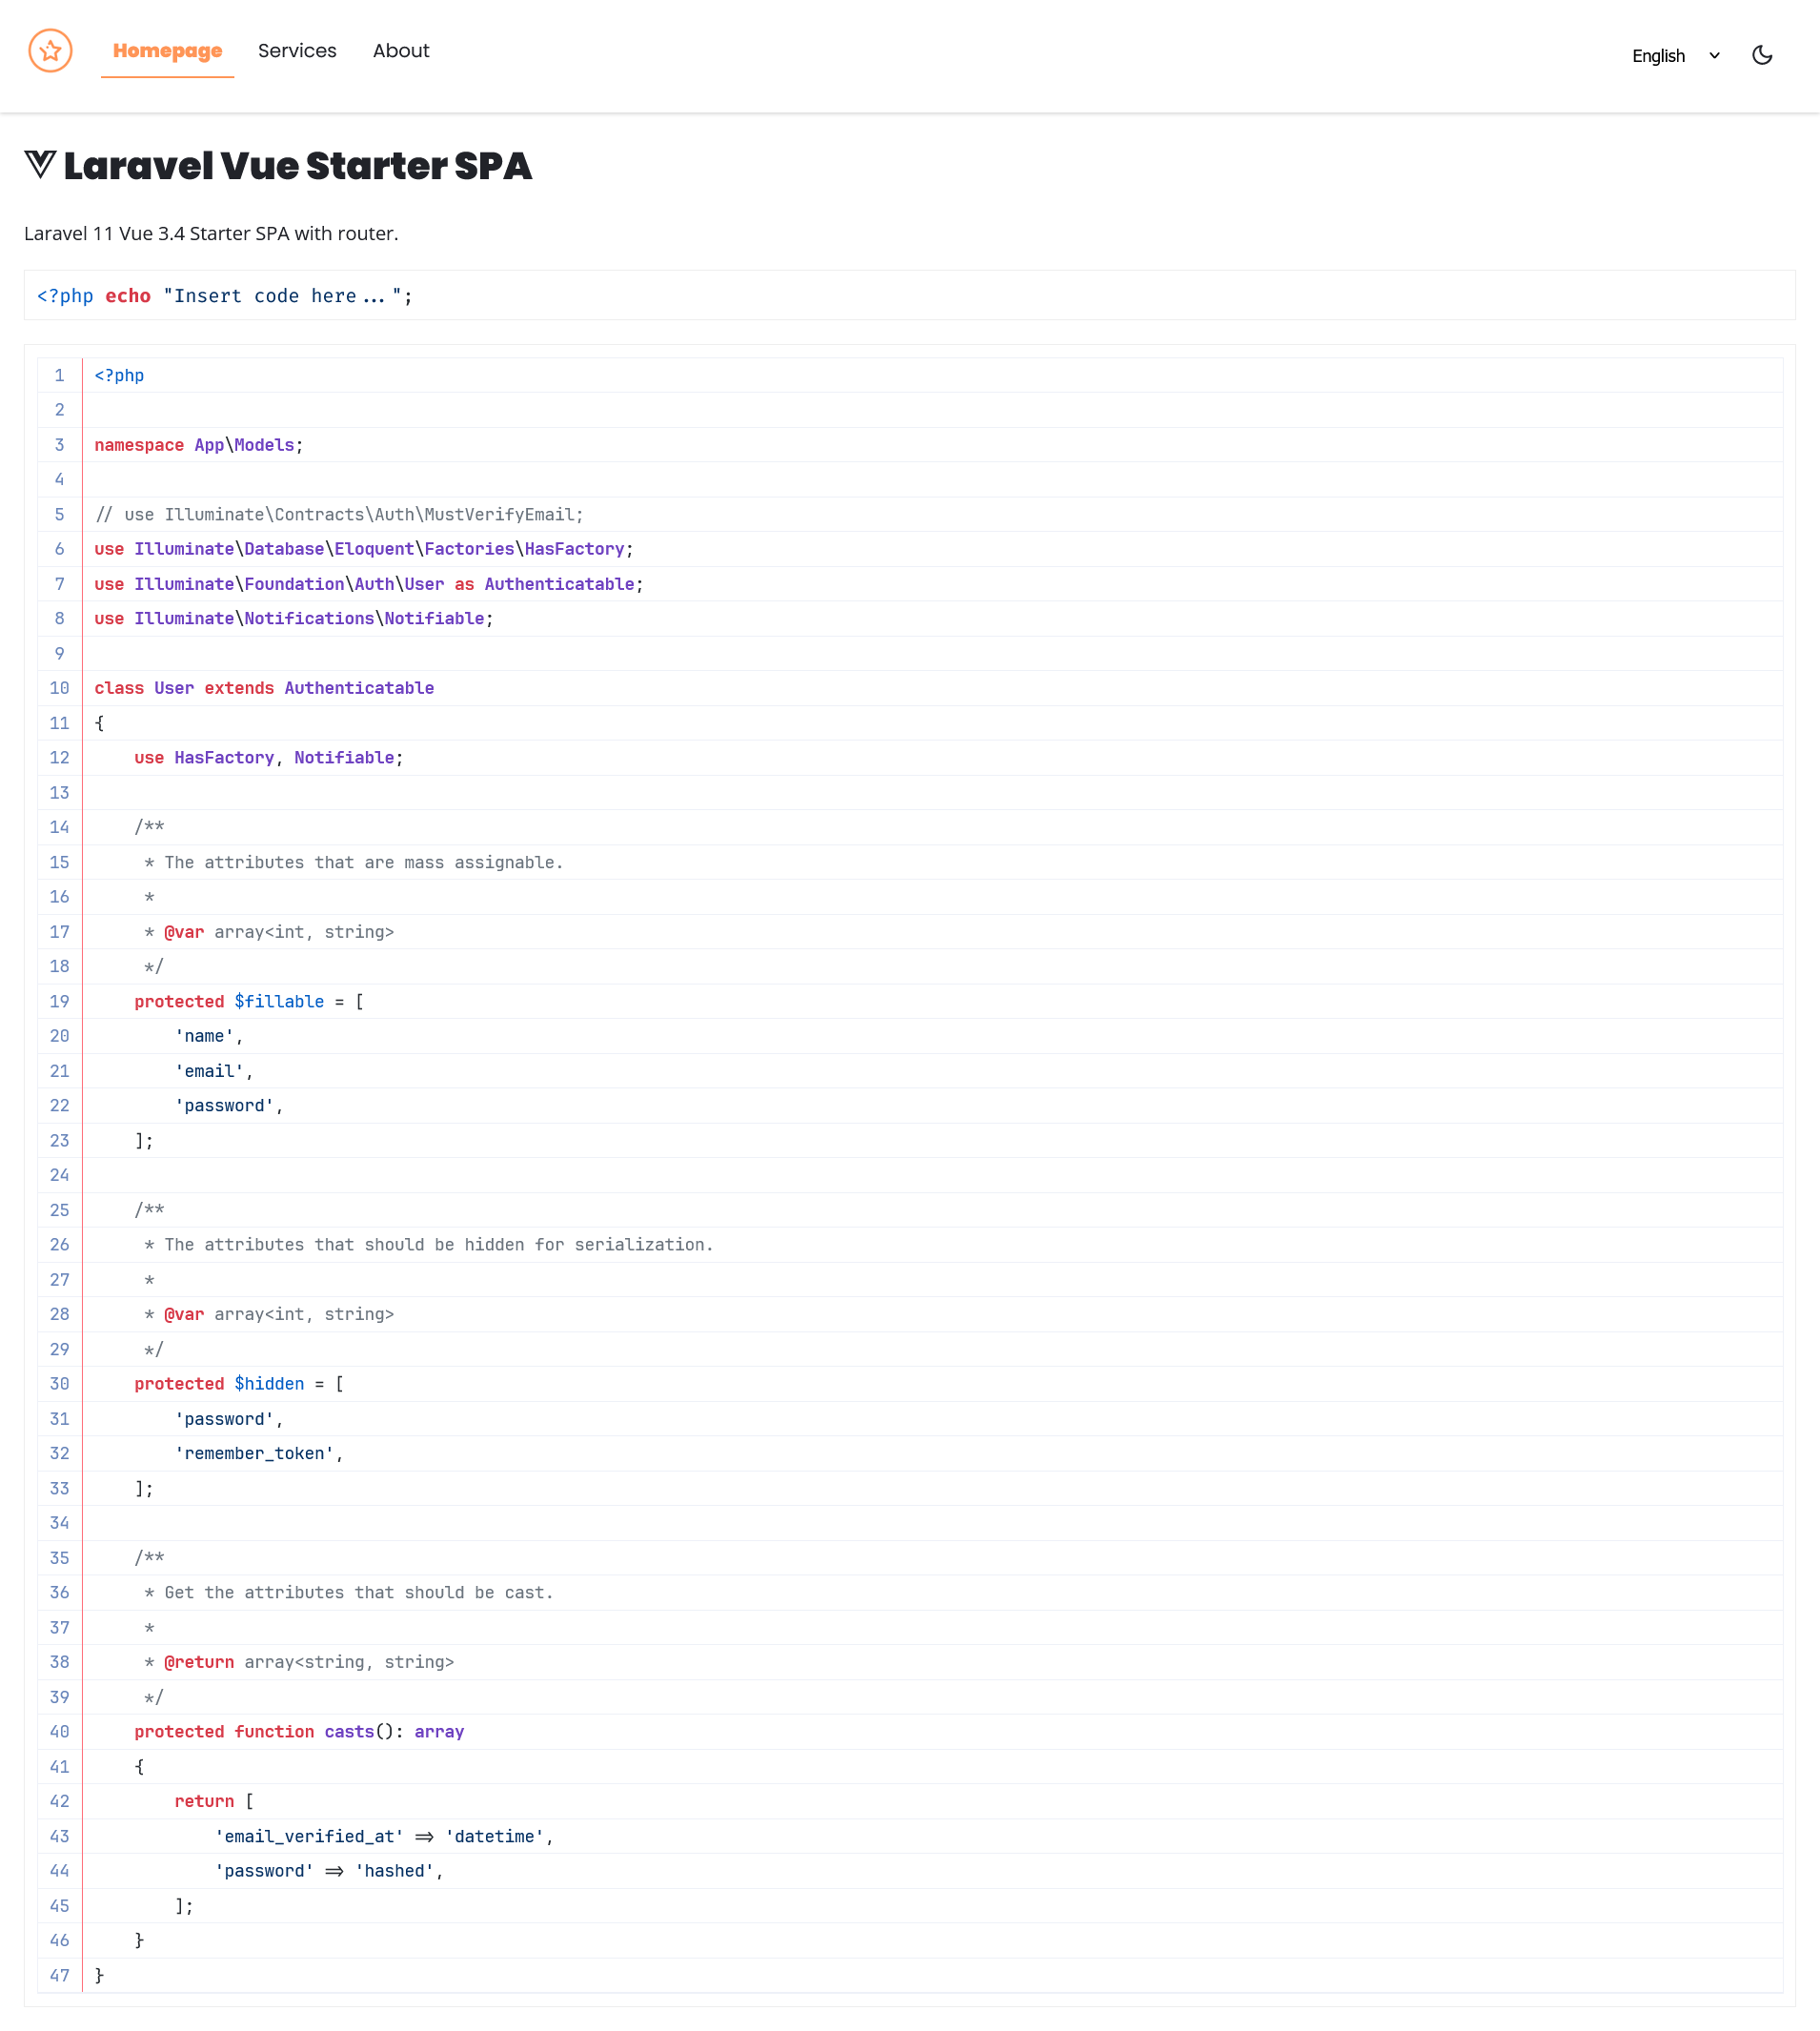 Homepage Services About English
Laravel Vue Starter SPA
Laravel 11 Vue 3.4 Starter SPA with router.
<?php echo "Insert code here...";
1 <?php
2
3 namespace App\Models;
4
5 // use Illuminate\Contracts\Auth\MustVerifyEmail;
6 use Illuminate\Database\Eloquent\Factories\HasFactory;
7 use Illuminate\Foundation\Auth\User as Authenticatable;
8 use Illuminate\Notifications\Notifiable;
9
10 class User extends Authenticatable
11 {
12     use HasFactory, Notifiable;
13
14     /**
15      * The attributes that are mass assignable.
16      *
17      * @var array<int, string>
18      */
19     protected $fillable = [
20         'name',
21         'email',
22         'password',
23     ];
24
25     /**
26      * The attributes that should be hidden for serialization.
27      *
28      * @var array<int, string>
29      */
30     protected $hidden = [
31         'password',
32         'remember_token',
33     ];
34
35     /**
36      * Get the attributes that should be cast.
37      *
38      * @return array<string, string>
39      */
40     protected function casts(): array
41     {
42         return [
43             'email_verified_at' => 'datetime',
44             'password' => 'hashed',
45         ];
46     }
47 }